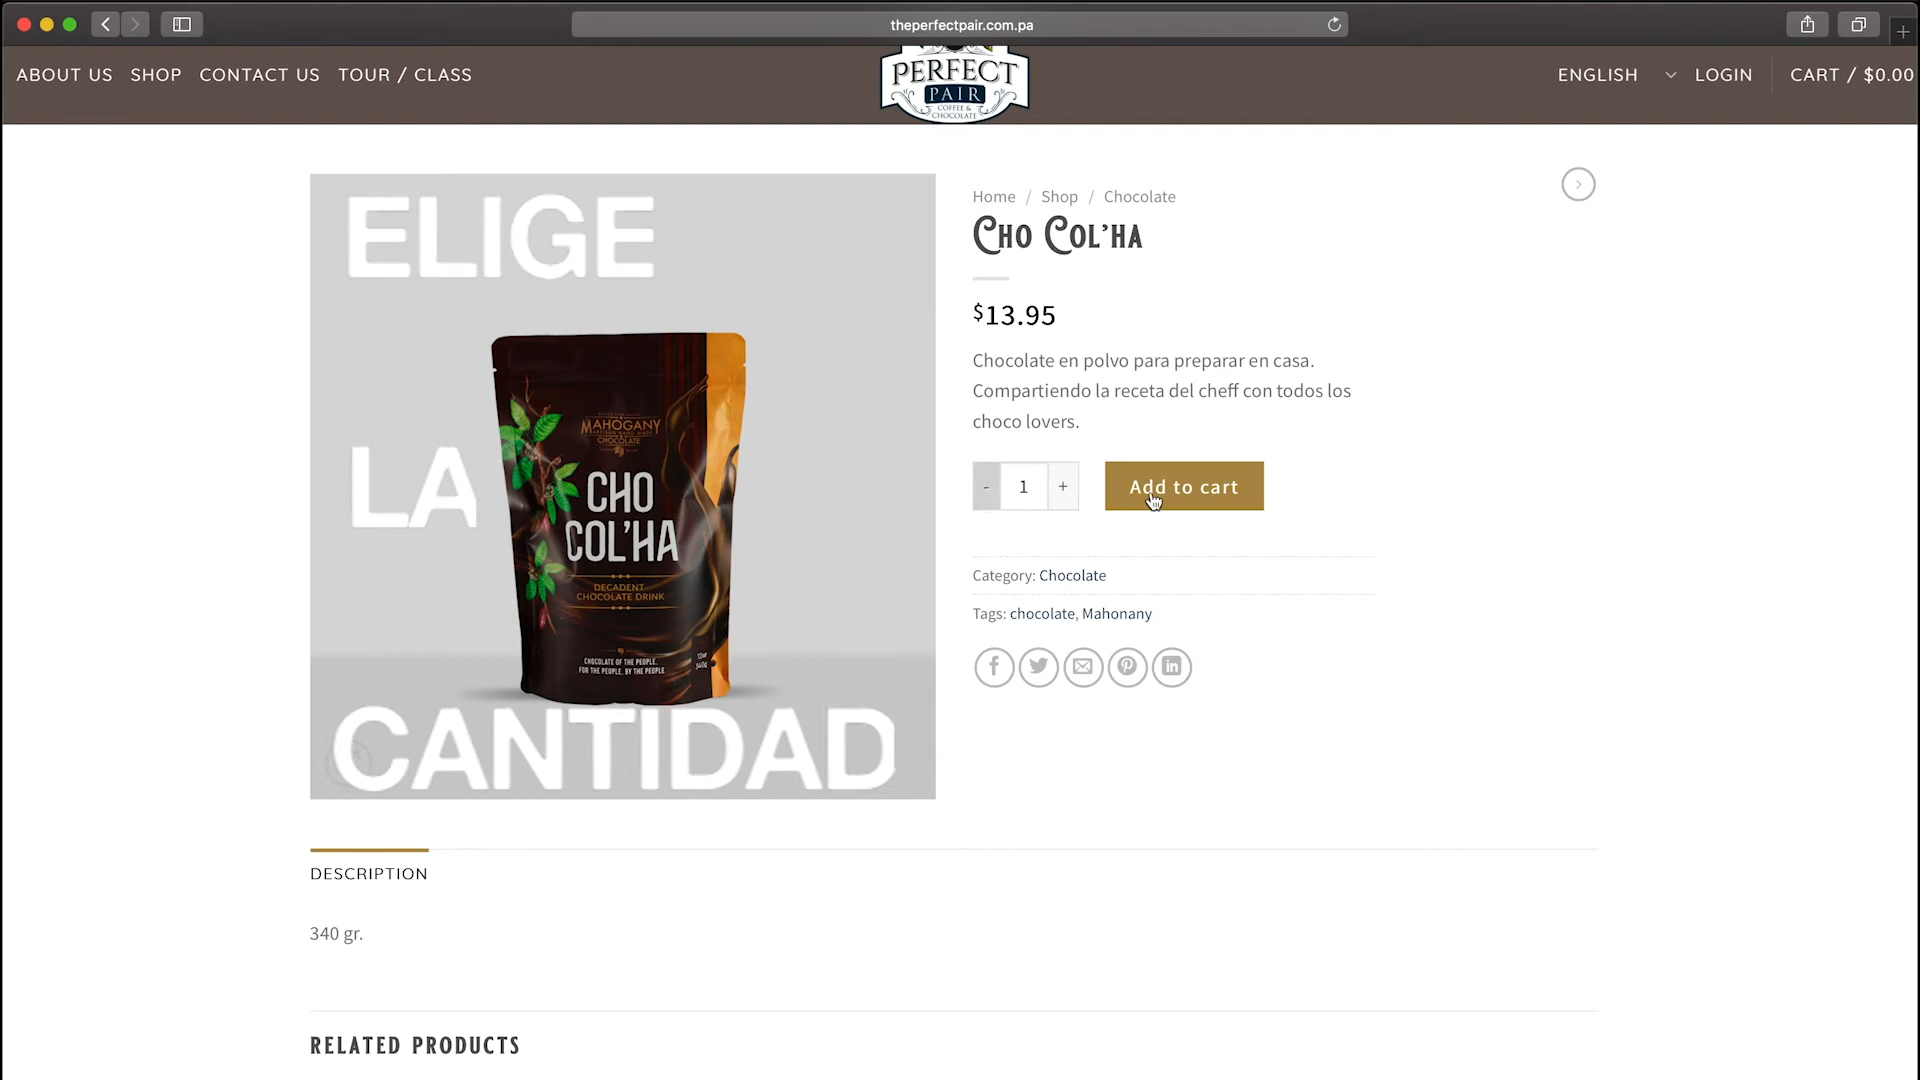 theperfectpair.com.pa
ABOUT US SHOP CONTACT US TOUR / CLASS
PERFECT
PAIR
COFFEE &
CHOCOLATE
ENGLISH LOGIN CART / $0.00
ELIGE
LA
CANTIDAD
MAHOGANY
CHOCOLATE
CHO
COL'HA
DECADENT
CHOCOLATE DRINK
CHOCOLATE OF THE PEOPLE,
FOR THE PEOPLE, BY THE PEOPLE
12oz
340g
Home / Shop / Chocolate
Cho Col’ha
$13.95
Chocolate en polvo para preparar en casa.
Compartiendo la receta del cheff con todos los
choco lovers.
- 1 + Add to cart
Category: Chocolate
Tags: chocolate, Mahonany
DESCRIPTION
340 gr.
RELATED PRODUCTS